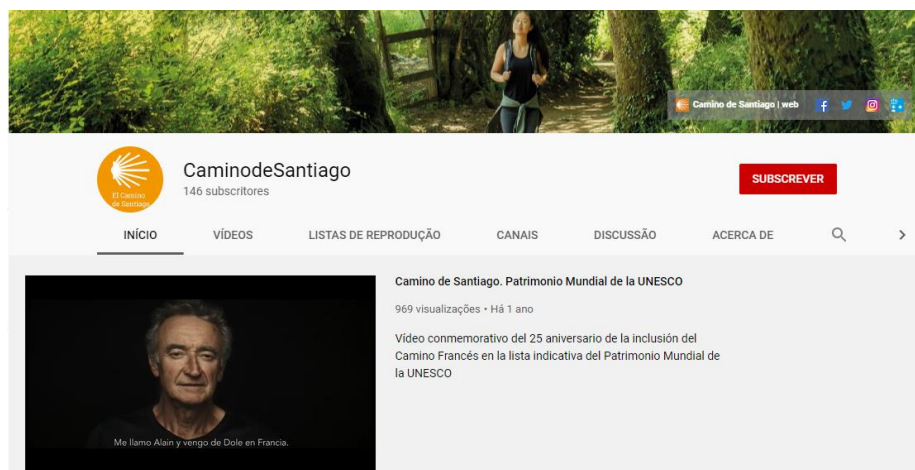 Camino de Santiago | web
El Camino
de Santiago
CaminodeSantiago
146 subscritores
SUBSCREVER
INÍCIO VÍDEOS LISTAS DE REPRODUÇÃO CANAIS DISCUSSÃO ACERCA DE
Camino de Santiago. Patrimonio Mundial de la UNESCO
969 visualizações • Há 1 ano
Vídeo conmemorativo del 25 aniversario de la inclusión del
Camino Francés en la lista indicativa del Patrimonio Mundial de
la UNESCO
Me llamo Alain y vengo de Dole en Francia.